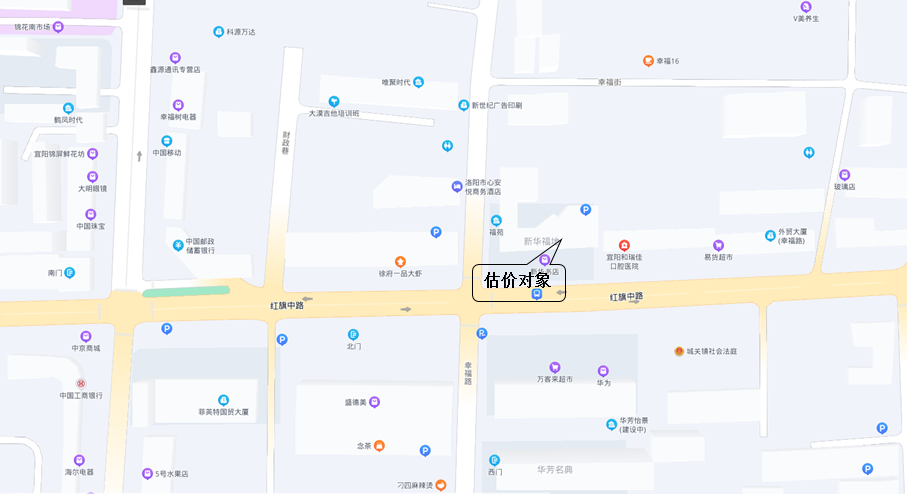 V美养生
锦花南市场
科源万达
幸福16
鑫源通讯专营店
唯聚时代
幸福街
大漠吉他培训班
新世纪广告印刷
鹤凤时代
幸福树电器
财政巷
中国移动
宜阳锦屏鲜花坊
大明眼镜
洛阳市心安
悦商务酒店
玻璃店
中国珠宝
福苑
P
P
外贸大厦
(幸福路)
中国邮政
储蓄银行
新华福地
宜阳和瑞佳
口腔医院
易货超市
南门
徐府一品大虾
估价对象
红旗中路
红旗中路
P
P
中京商城
北门
幸福路
城关镇社会法庭
万客来超市
华为
中国工商银行
菲英特国贸大厦
盛德美
华芳怡景
(建设中)
念茶
P
P
海尔电器
5号水果店
西门
华芳名典
P
刁四麻辣烫